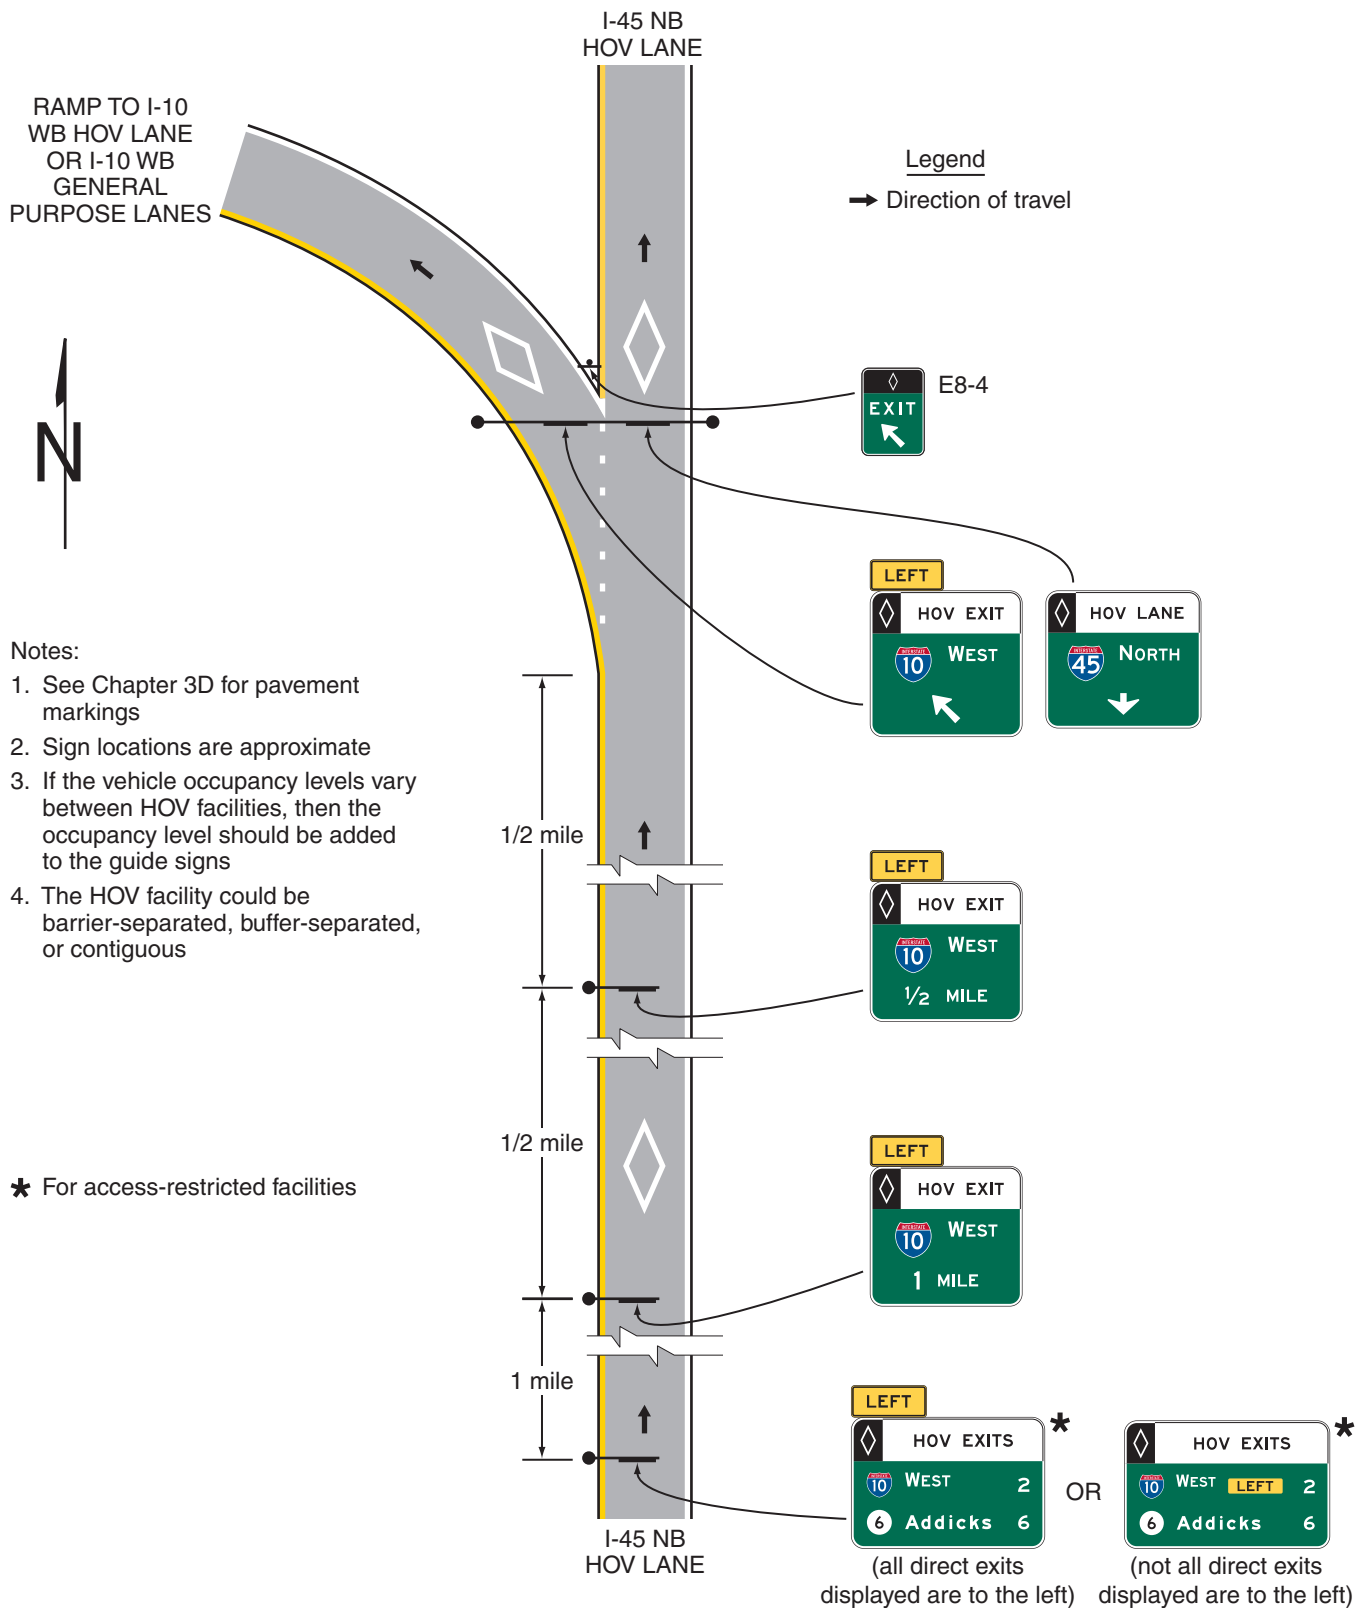 I-45 NB
HOV LANE
RAMP TO I-10
WB HOV LANE
OR I-10 WB
GENERAL
PURPOSE LANES
Legend
Direction of travel
N
EXIT
E8-4
LEFT
HOV EXIT
INTERSTATE
10
WEST
HOV LANE
INTERSTATE
45
NORTH
Notes:
1. See Chapter 3D for pavement
markings
2. Sign locations are approximate
3. If the vehicle occupancy levels vary
between HOV facilities, then the
occupancy level should be added
to the guide signs
4. The HOV facility could be
barrier-separated, buffer-separated,
or contiguous
1/2 mile
LEFT
HOV EXIT
INTERSTATE
10
WEST
1/2 MILE
1/2 mile
* For access-restricted facilities
LEFT
HOV EXIT
INTERSTATE
10
WEST
1 MILE
1 mile
LEFT
HOV EXITS *
INTERSTATE
10 WEST 2
6 Addicks 6
OR
HOV EXITS *
INTERSTATE
10 WEST LEFT 2
6 Addicks 6
(all direct exits
displayed are to the left)
(not all direct exits
displayed are to the left)
I-45 NB
HOV LANE